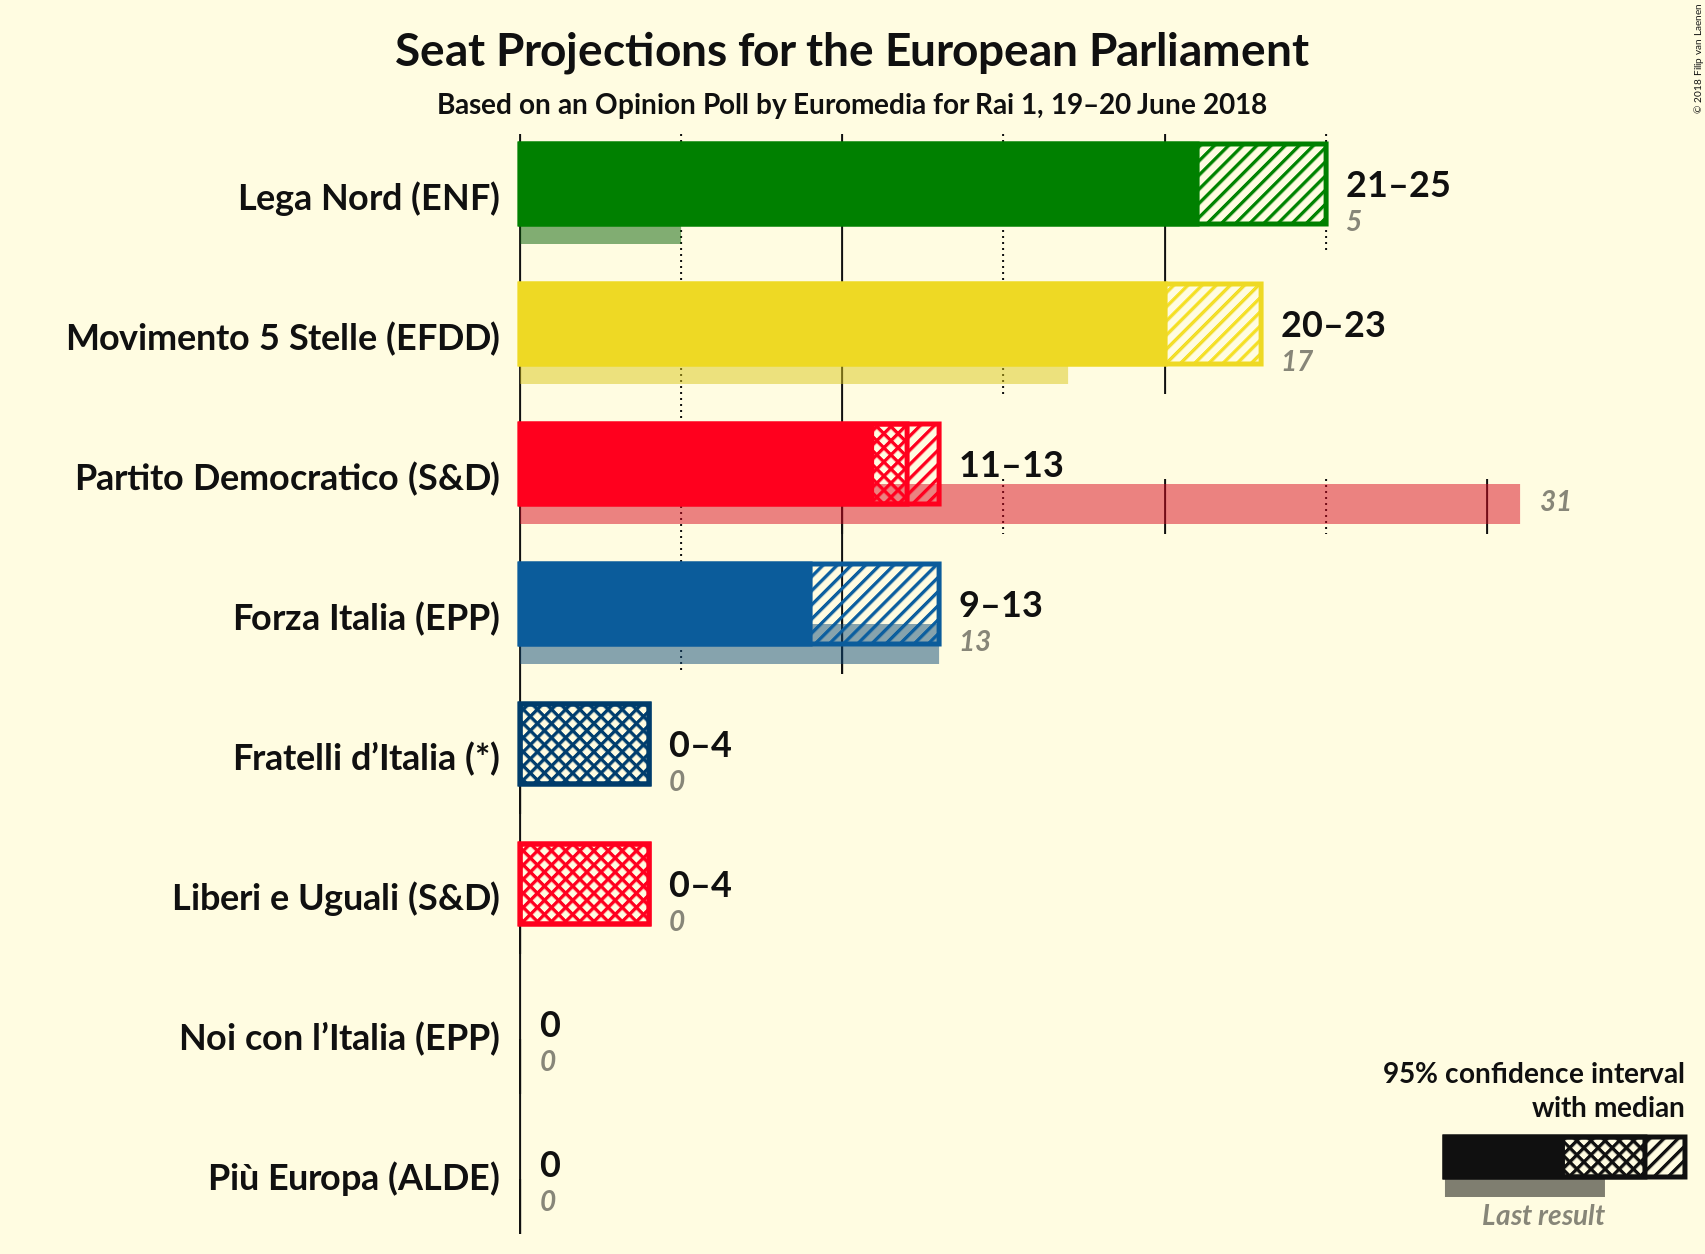 Seat Projections for the European Parliament
Based on an Opinion Poll by Euromedia for Rai 1, 19–20 June 2018
© 2018 Filip van Laenen
Lega Nord (ENF)
21–25
5
Movimento 5 Stelle (EFDD)
20–23
17
Partito Democratico (S&D)
11–13
31
Forza Italia (EPP)
9–13
13
Fratelli d’Italia (*)
0–4
0
Liberi e Uguali (S&D)
0–4
0
Noi con l’Italia (EPP)
0
0
Più Europa (ALDE)
0
0
95% confidence interval
with median
Last result